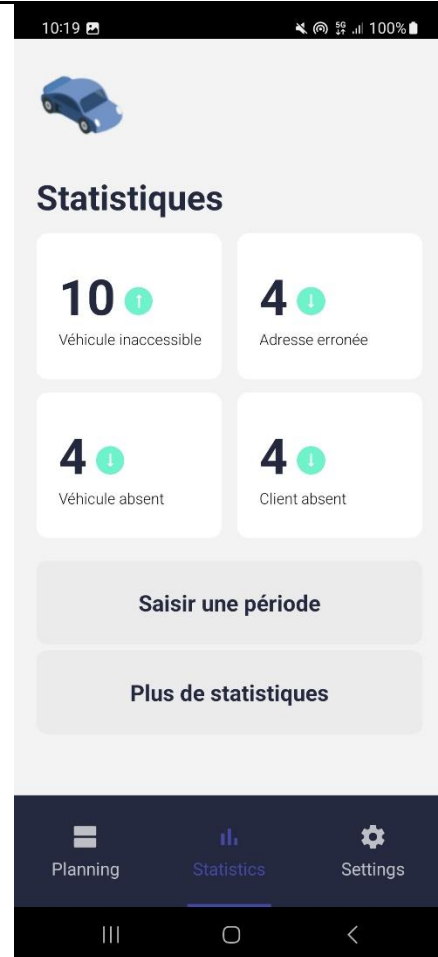 10:19 5G 100%
Statistiques
10
Véhicule inaccessible
4
Adresse erronée
4
Véhicule absent
4
Client absent
Saisir une période
Plus de statistiques
Planning Statistics Settings